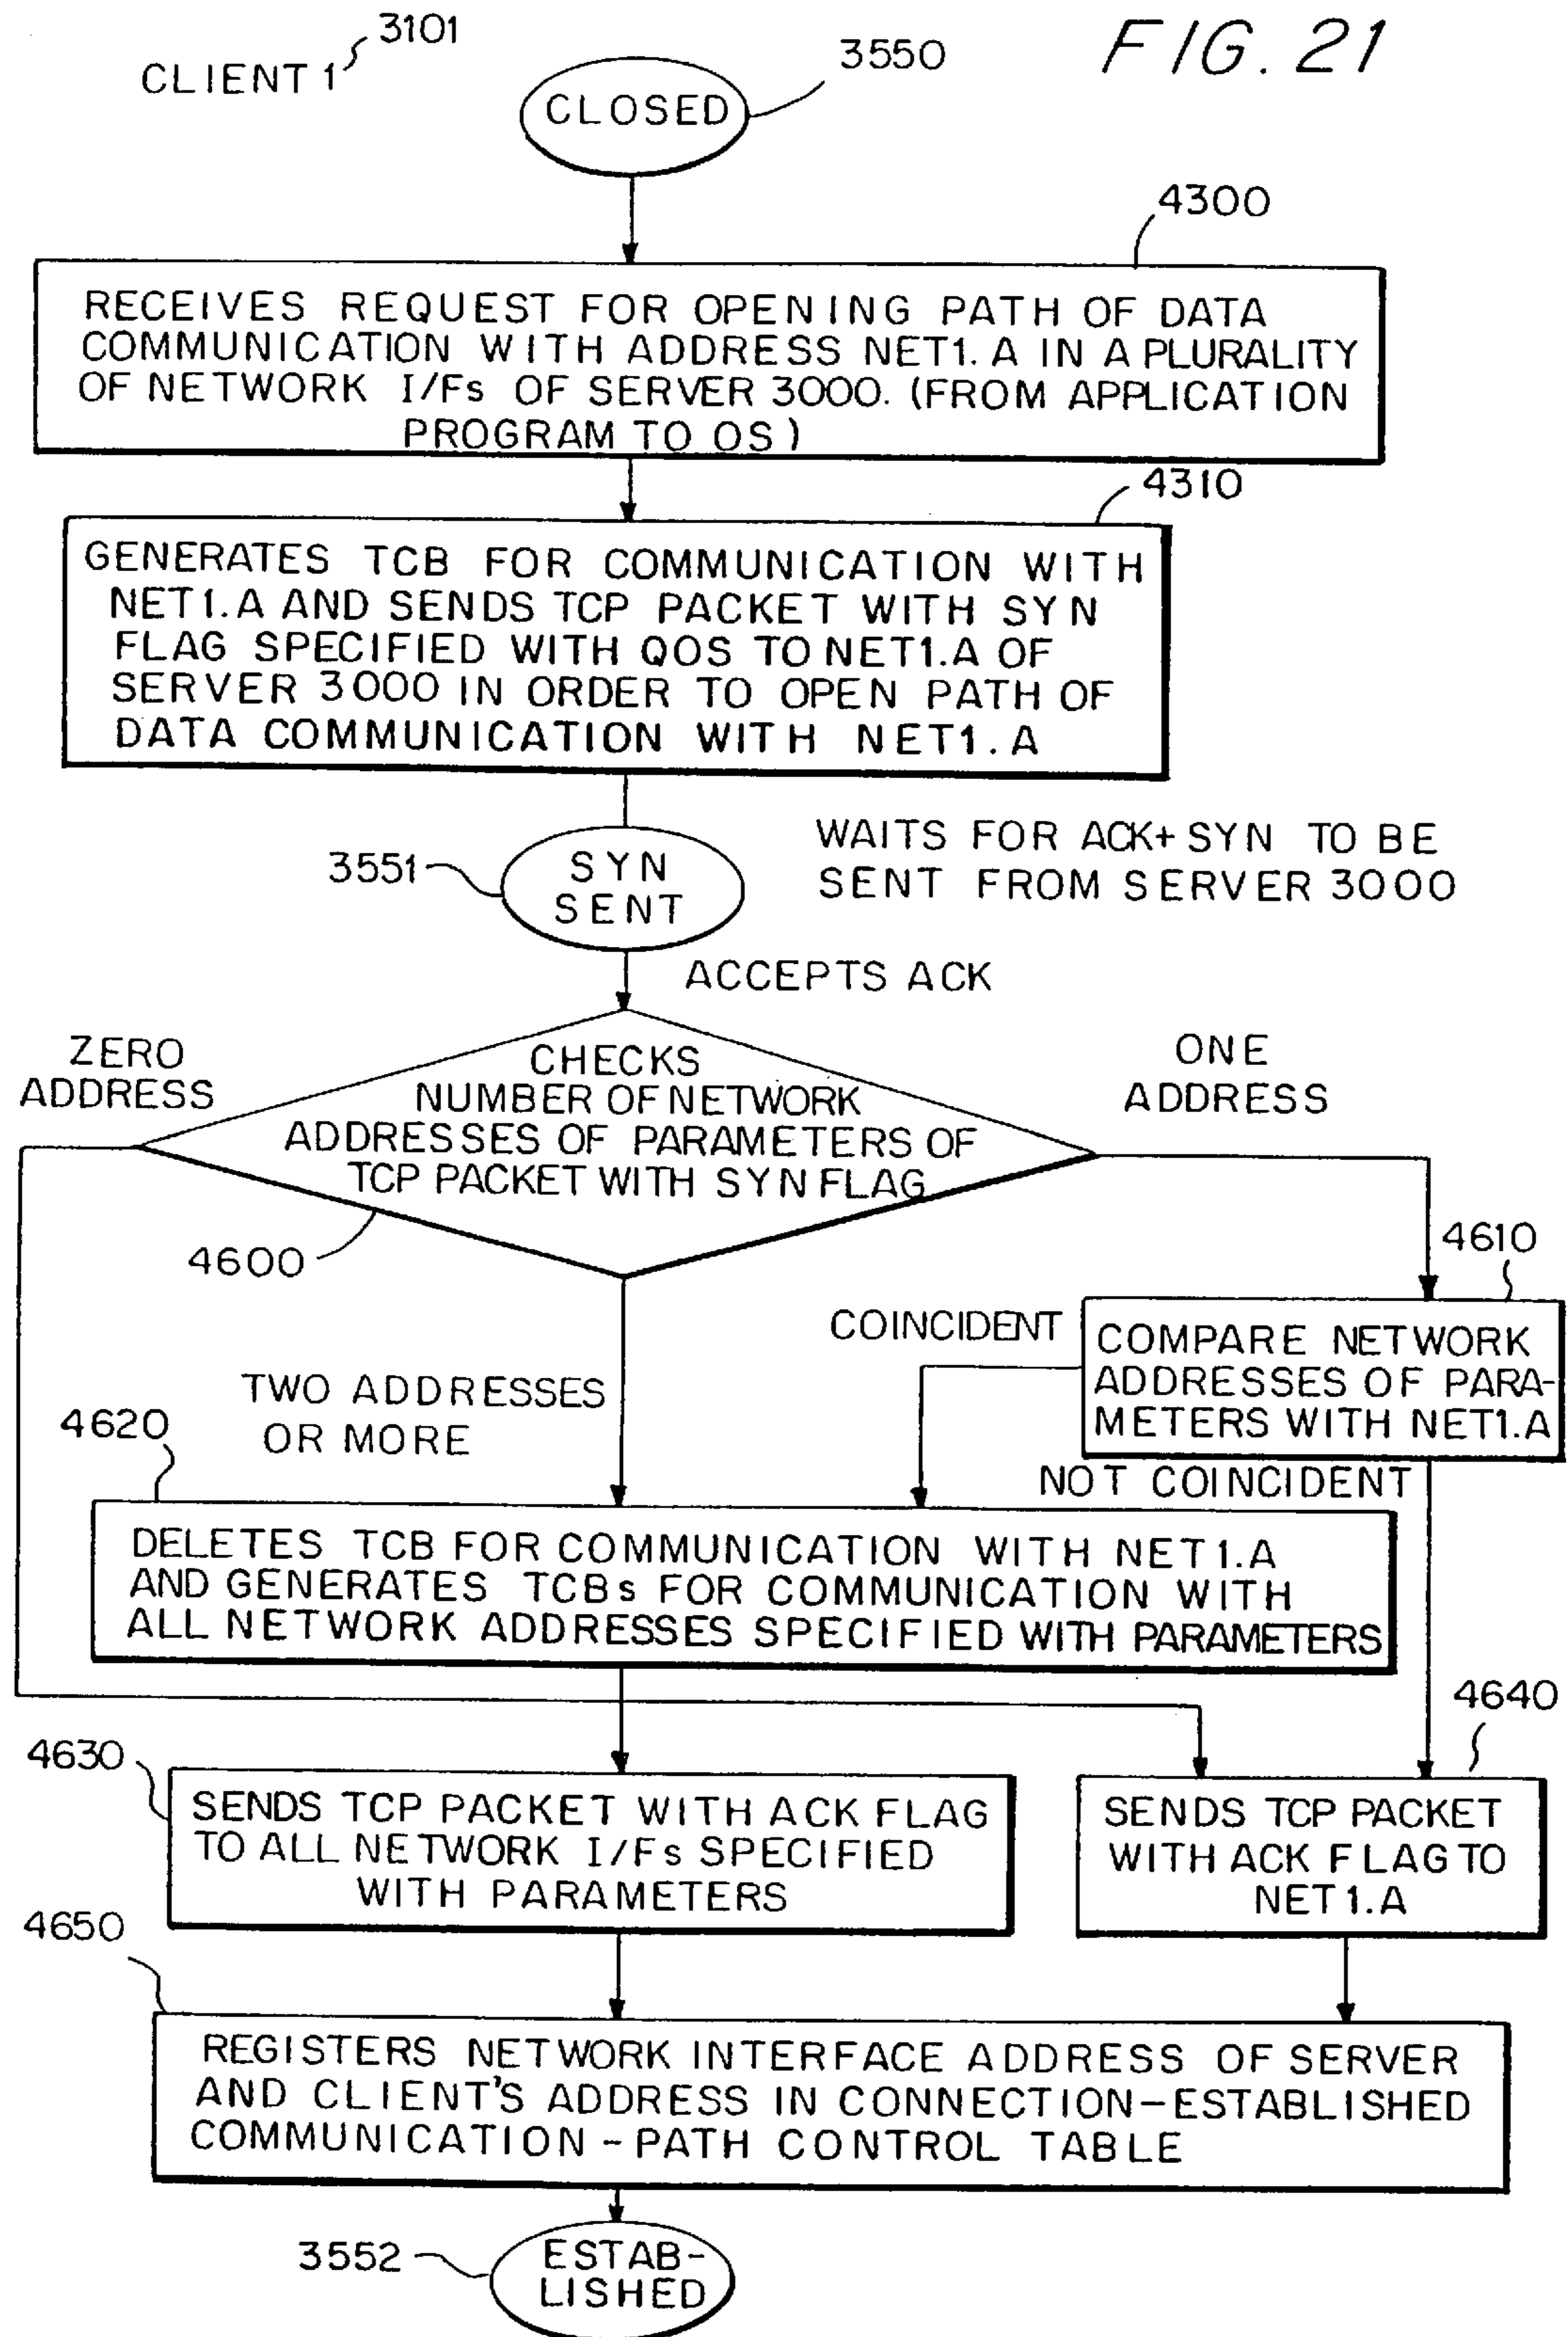 3101
CLIENT 1
3550
FIG. 21
CLOSED
4300
RECEIVES REQUEST FOR OPENING PATH OF DATA
COMMUNICATION WITH ADDRESS NET1.A IN A PLURALITY
OF NETWORK I/Fs OF SERVER 3000. (FROM APPLICATION
PROGRAM TO OS)
4310
GENERATES TCB FOR COMMUNICATION WITH
NET1.A AND SENDS TCP PACKET WITH SYN
FLAG SPECIFIED WITH QOS TO NET1.A OF
SERVER 3000 IN ORDER TO OPEN PATH OF
DATA COMMUNICATION WITH NET1.A
3551
SYN
SENT
WAITS FOR ACK+SYN TO BE
SENT FROM SERVER 3000
ACCEPTS ACK
ZERO
ADDRESS
CHECKS
NUMBER OF NETWORK
ADDRESSES OF PARAMETERS OF
TCP PACKET WITH SYN FLAG
ONE
ADDRESS
4600
4610
COINCIDENT
COMPARE NETWORK
ADDRESSES OF PARA-
METERS WITH NET1.A
TWO ADDRESSES
OR MORE
4620
NOT COINCIDENT
DELETES TCB FOR COMMUNICATION WITH NET1.A
AND GENERATES TCBs FOR COMMUNICATION WITH
ALL NETWORK ADDRESSES SPECIFIED WITH PARAMETERS
4640
4630
SENDS TCP PACKET WITH ACK FLAG
TO ALL NETWORK I/Fs SPECIFIED
WITH PARAMETERS
SENDS TCP PACKET
WITH ACK FLAG TO
NET1.A
4650
REGISTERS NETWORK INTERFACE ADDRESS OF SERVER
AND CLIENT'S ADDRESS IN CONNECTION-ESTABLISHED
COMMUNICATION-PATH CONTROL TABLE
3552
ESTAB-
LISHED